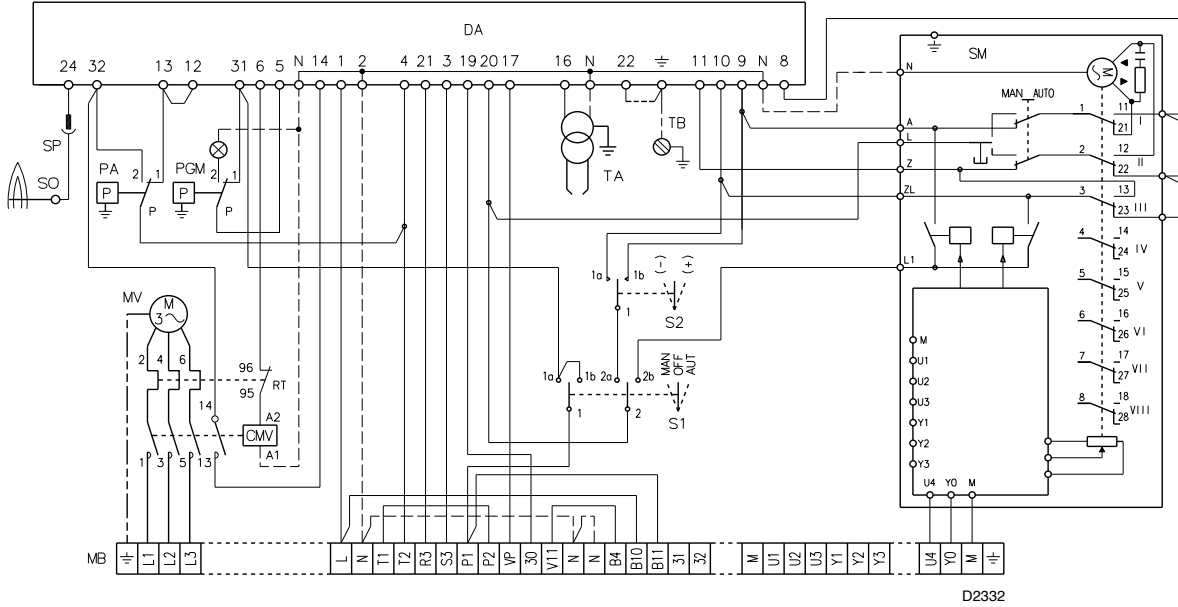 DA
24 32 13 12 31 6 5 N 14 1 2 4 21 3 19 20 17 16 N 22 11 10 9 N 8
SM
N
M
MAN AUTO
1 11 21 I
A
L
2 12 22 II
Z
3 13 23 III
ZL
4 14 24 IV
L1
5 15 25 V
6 16 26 VI
7 17 27 VII
8 18 28 VIII
SP
SO
PA
2 1
P
P
PGM
2 1
P
P
TA
TB
1a 1b
(-) (+)
1
S2
MV
M
3
2 4 6
96
RT
95
14
A2
CMV
A1
1 3 5 13
1a 1b 2a 2b
MAN
OFF
AUT
1 2
S1
M
U1
U2
U3
Y1
Y2
Y3
U4 Y0 M
MB
L1 L2 L3
L N T1 T2 R3 S3 P1 P2 VP 30 V11 N N B4 B10 B11 31 32
M U1 U2 U3 Y1 Y2 Y3
U4 Y0 M
D2332